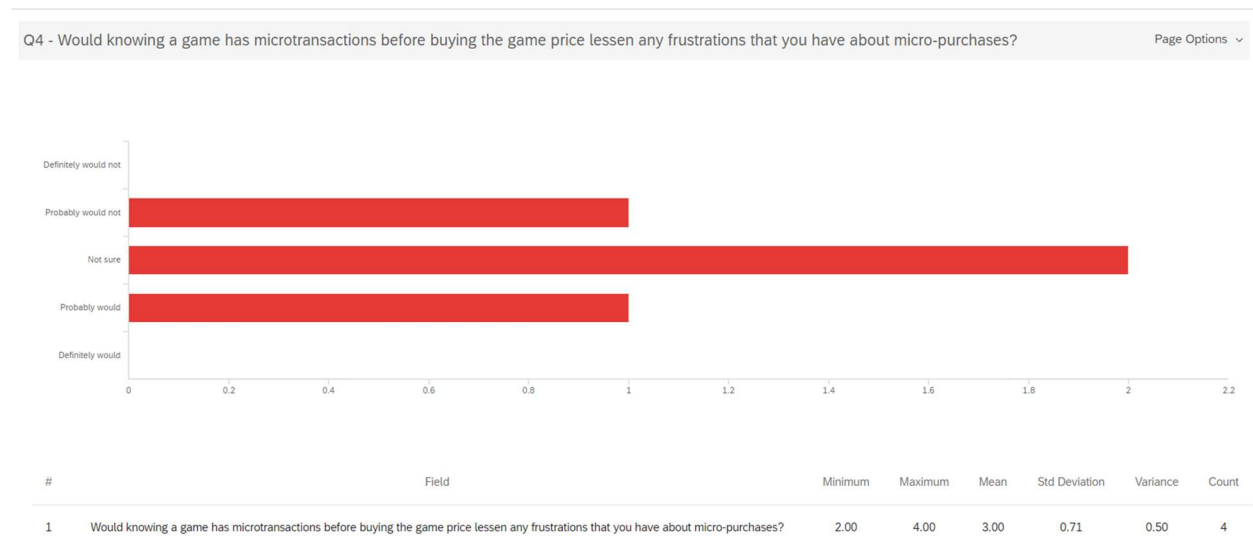 Q4 - Would knowing a game has microtransactions before buying the game price lessen any frustrations that you have about micro-purchases? Page Options
Definitely would not
Probably would not
Not sure
Probably would
Definitely would
0 0.2 0.4 0.6 0.8 1 1.2 1.4 1.6 1.8 2 2.2
# Field Minimum Maximum Mean Std Deviation Variance Count
1 Would knowing a game has microtransactions before buying the game price lessen any frustrations that you have about micro-purchases? 2.00 4.00 3.00 0.71 0.50 4